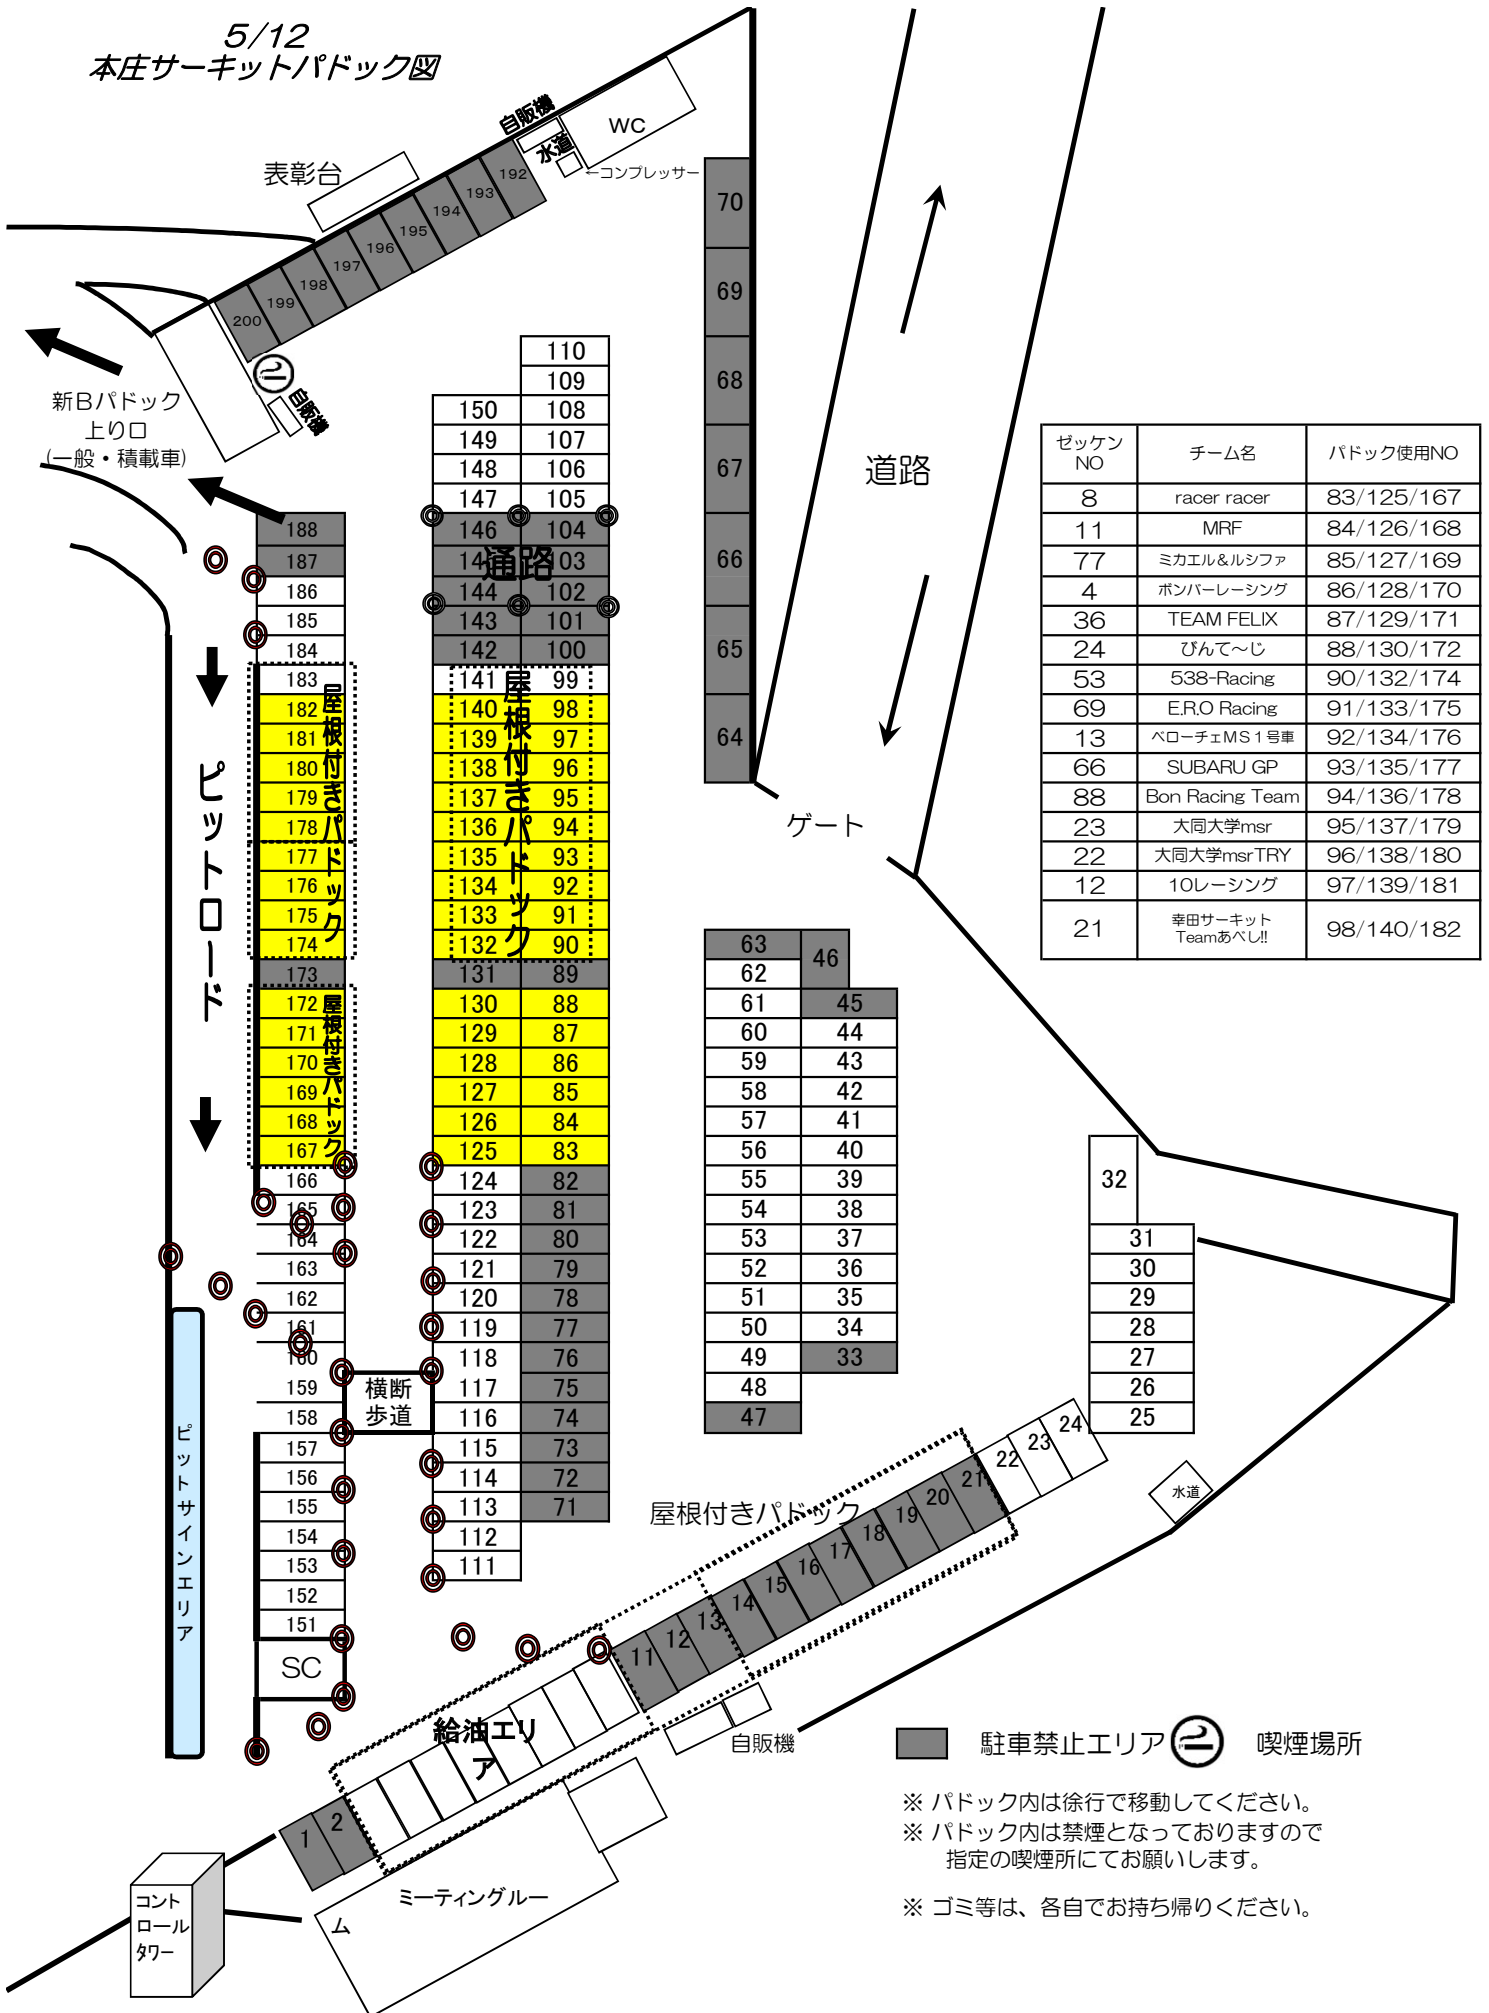 5/12
本庄サーキットパドック図
自販機
WC
水道
←コンプレッサー
表彰台
192
193
194
195
196
197
198
199
200
自販機
新Bパドック
上り口
(一般・積載車)
70
69
68
67
66
65
64
道路
ゲート
110
109
150 108
149 107
148 106
147 105
146 104
通路
103
144 102
143 101
142 100
141 99
140 98
139 97
138 96
137 95
136 94
135 93
134 92
133 91
132 90
131 89
130 88
129 87
128 86
127 85
126 84
125 83
124 82
123 81
122 80
121 79
120 78
119 77
118 76
117 75
116 74
115 73
114 72
113 71
112
111
屋根付きパドック
188
187
186
185
184
183
182
181
180
179
178
177
176
175
174
173
172
171
170
169
168
167
166
165
164
163
162
161
160
159
158
157
156
155
154
153
152
151
SC
屋根付きパドック
屋根付きパドック
ピットロード
ピットサインエリア
横断
歩道
63 46
62
61 45
60 44
59 43
58 42
57 41
56 40
55 39
54 38
53 37
52 36
51 35
50 34
49 33
48
47
32
31
30
29
28
27
26
25
ゼッケン
NO
チーム名 パドック使用NO
8 racer racer 83/125/167
11 MRF 84/126/168
77 ミカエル&ルシファ 85/127/169
4 ボンバーレーシング 86/128/170
36 TEAM FELIX 87/129/171
24 びんて～じ 88/130/172
53 538-Racing 90/132/174
69 E.R.O Racing 91/133/175
13 ベローチェMS1号車 92/134/176
66 SUBARU GP 93/135/177
88 Bon Racing Team 94/136/178
23 大同大学msr 95/137/179
22 大同大学msrTRY 96/138/180
12 10レーシング 97/139/181
21 幸田サーキット
Teamあべし!! 98/140/182
屋根付きパドック
24
23
22
21
20
19
18
17
16
15
14
13
12
11
給油エリ
ア
2
1
水道
自販機
ミーティングルー
ム
コント
ロール
タワー
駐車禁止エリア 喫煙場所
※ パドック内は徐行で移動してください。
※ パドック内は禁煙となっておりますので
指定の喫煙所にてお願いします。
※ ゴミ等は、各自でお持ち帰りください。